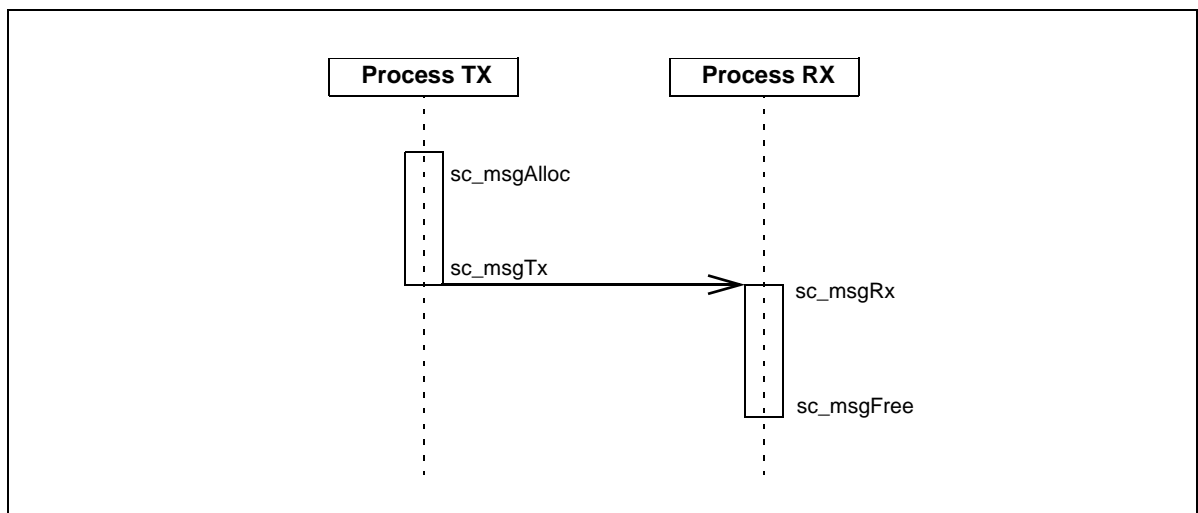 Process TX
Process RX
sc_msgAlloc
sc_msgTx
sc_msgRx
sc_msgFree